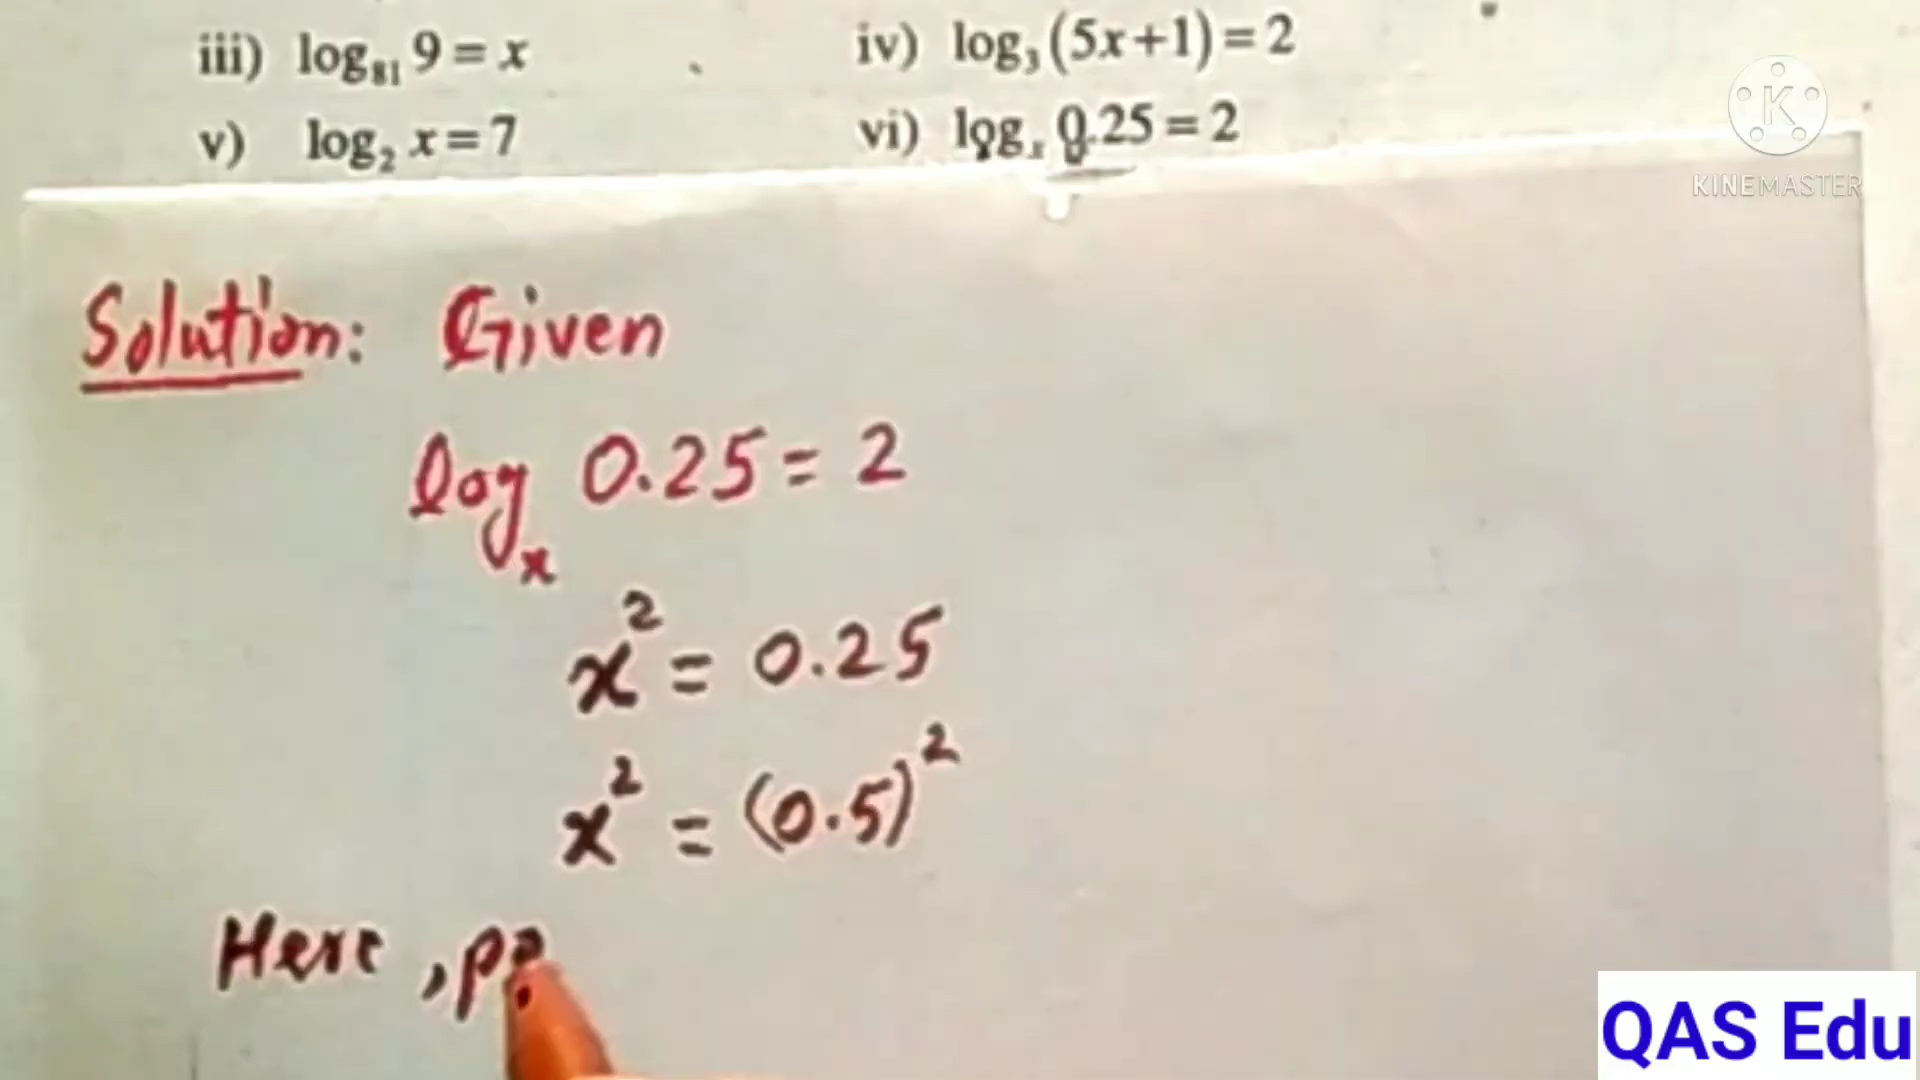 iii) log₈₁ 9 = x
iv) log₃ (5x+1) = 2
v) log₂ x = 7
vi) logₓ 0.25 = 2
KINEMASTER
Solution: Given
logₓ 0.25 = 2
x² = 0.25
x² = (0.5)²
Here,
QAS Edu